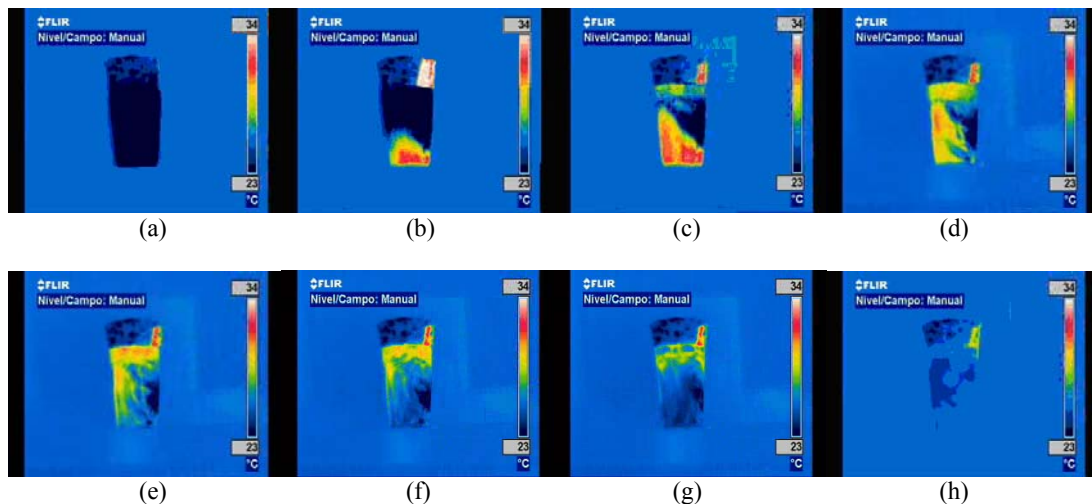 FLIR 34 FLIR 34 FLIR 34 FLIR 34
Nivel/Campo: Manual Nivel/Campo: Manual Nivel/Campo: Manual Nivel/Campo: Manual
23 23 23 23
°C °C °C °C
(a) (b) (c) (d)
FLIR 34 FLIR 34 FLIR 34 FLIR 34
Nivel/Campo: Manual Nivel/Campo: Manual Nivel/Campo: Manual Nivel/Campo: Manual
23 23 23 23
°C °C °C °C
(e) (f) (g) (h)